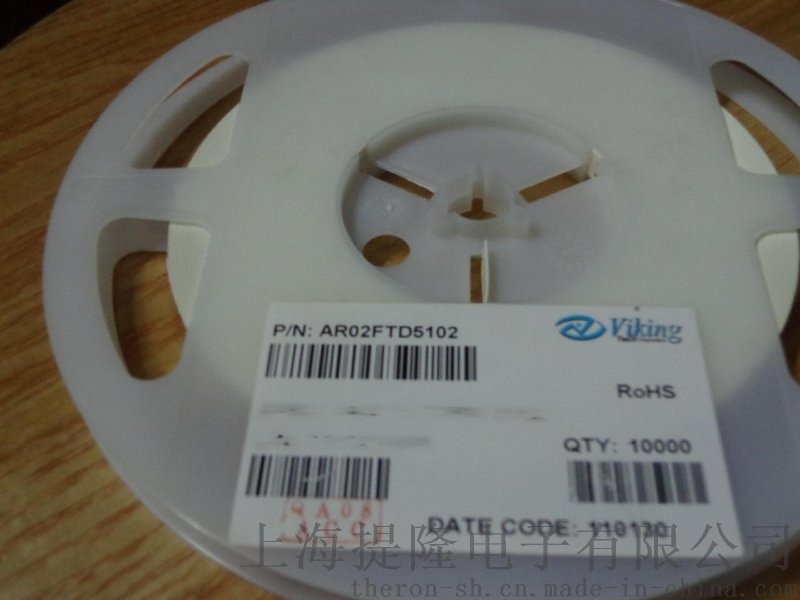 P/N: AR02FTD5102
Viking
RoHS
QTY: 10000
DATE CODE: 110130
上海提隆电子有限公司
theron-sh.cn.made-in-china.com